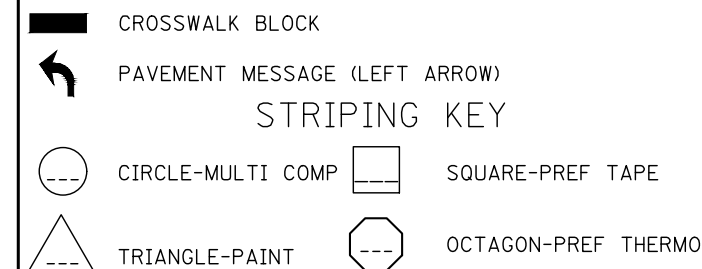 CROSSWALK BLOCK
PAVEMENT MESSAGE (LEFT ARROW)
STRIPING KEY
CIRCLE-MULTI COMP
SQUARE-PREF TAPE
TRIANGLE-PAINT
OCTAGON-PREF THERMO